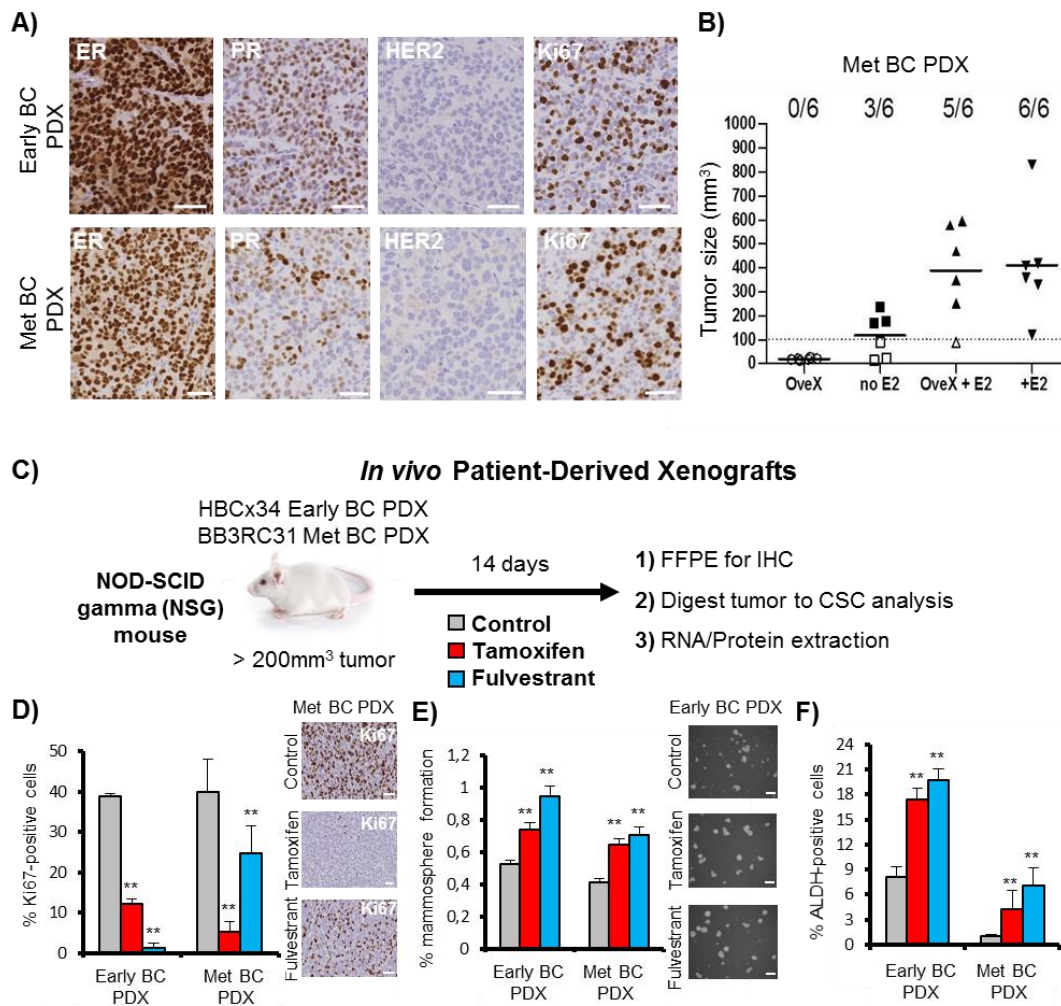 A)
ER
PR
HER2
Ki67
Early BC
PDX
ER
PR
HER2
Ki67
Met BC
PDX
B)
Met BC PDX
0/6 3/6 5/6 6/6
Tumor size (mm³)
1000
900
800
700
600
500
400
300
200
100
0
OveX no E2 OveX + E2 +E2
C)
In vivo Patient-Derived Xenografts
HBCx34 Early BC PDX
BB3RC31 Met BC PDX
NOD-SCID
gamma (NSG)
mouse
> 200mm³ tumor
14 days
Control
Tamoxifen
Fulvestrant
1) FFPE for IHC
2) Digest tumor to CSC analysis
3) RNA/Protein extraction
D)
% Ki67-positive cells
50
40
30
20
10
0
**
**
**
**
Early BC
PDX
Met BC
PDX
Met BC PDX
Control
Ki67
Tamoxifen
Ki67
Fulvestrant
Ki67
E)
% mammosphere formation
1,2
1
0,8
0,6
0,4
0,2
0
**
**
**
**
Early BC
PDX
Met BC
PDX
Early BC PDX
Control
Tamoxifen
Fulvestrant
F)
% ALDH-positive cells
24
21
18
15
12
9
6
3
0
**
**
**
**
Early BC
PDX
Met BC
PDX